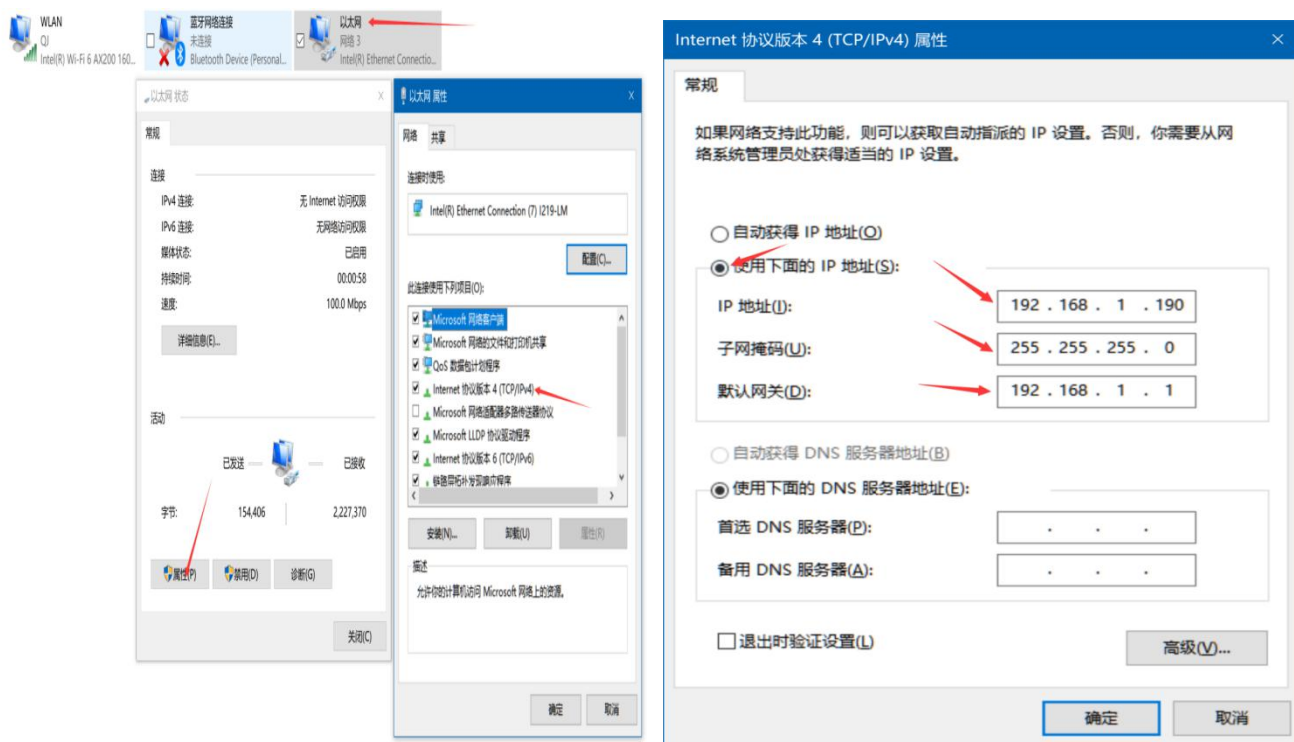 WLAN
QJ
Intel(R) Wi-Fi 6 AX200 160...
蓝牙网络连接
未连接
Bluetooth Device (Personal...
以太网
网络 3
Intel(R) Ethernet Connectio...
以太网 状态
常规
连接
IPv4 连接: 无 Internet 访问权限
IPv6 连接: 无网络访问权限
媒体状态: 已启用
持续时间: 00:00:58
速度: 100.0 Mbps
详细信息(E)...
活动
已发送 已接收
字节: 154,406 2,227,370
属性(P) 禁用(D) 诊断(G)
关闭(C)
以太网 属性
网络 共享
连接时使用:
Intel(R) Ethernet Connection (7) I219-LM
配置(C)...
此连接使用下列项目(O):
Microsoft 网络客户端
Microsoft 网络的文件和打印机共享
QoS 数据包计划程序
Internet 协议版本 4 (TCP/IPv4)
Microsoft 网络适配器多路传送器协议
Microsoft LLDP 协议驱动程序
Internet 协议版本 6 (TCP/IPv6)
链路层拓扑发现响应程序
安装(N)... 卸载(U) 属性(R)
描述
允许你的计算机访问 Microsoft 网络上的资源。
确定 取消
Internet 协议版本 4 (TCP/IPv4) 属性
常规
如果网络支持此功能，则可以获取自动指派的 IP 设置。否则，你需要从网
络系统管理员处获得适当的 IP 设置。
自动获得 IP 地址(O)
使用下面的 IP 地址(S):
IP 地址(I): 192 . 168 . 1 . 190
子网掩码(U): 255 . 255 . 255 . 0
默认网关(D): 192 . 168 . 1 . 1
自动获得 DNS 服务器地址(B)
使用下面的 DNS 服务器地址(E):
首选 DNS 服务器(P): . . .
备用 DNS 服务器(A): . . .
退出时验证设置(L)
高级(V)...
确定 取消